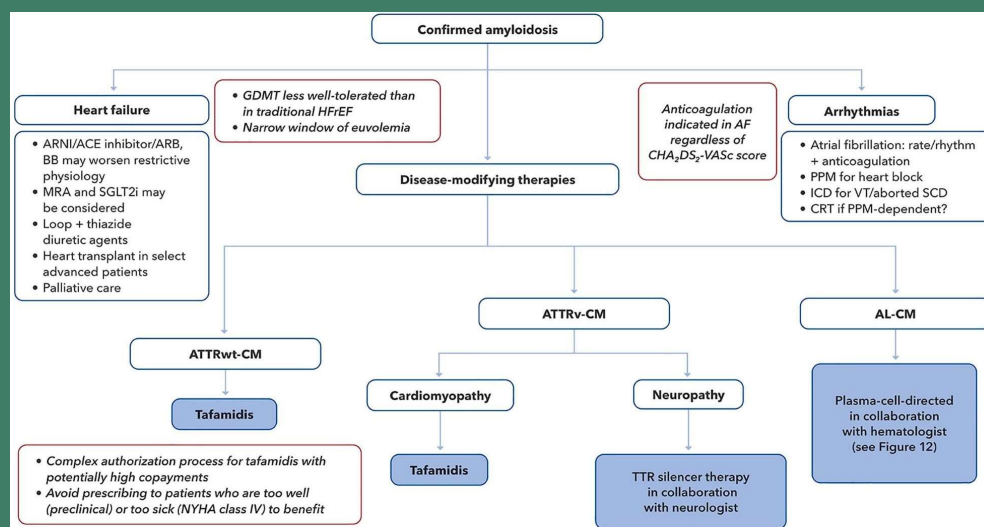 Confirmed amyloidosis
Heart failure
• ARNI/ACE inhibitor/ARB,
BB may worsen restrictive
physiology
• MRA and SGLT2i may
be considered
• Loop + thiazide
diuretic agents
• Heart transplant in select
advanced patients
• Palliative care
• GDMT less well-tolerated than
in traditional HFrEF
• Narrow window of euvolemia
Anticoagulation
indicated in AF
regardless of
CHA₂DS₂-VASc score
Arrhythmias
• Atrial fibrillation: rate/rhythm
+ anticoagulation
• PPM for heart block
• ICD for VT/aborted SCD
• CRT if PPM-dependent?
Disease-modifying therapies
ATTRwt-CM
Tafamidis
ATTRv-CM
Cardiomyopathy
Tafamidis
Neuropathy
TTR silencer therapy
in collaboration
with neurologist
AL-CM
Plasma-cell-directed
in collaboration
with hematologist
(see Figure 12)
• Complex authorization process for tafamidis with
potentially high copayments
• Avoid prescribing to patients who are too well
(preclinical) or too sick (NYHA class IV) to benefit